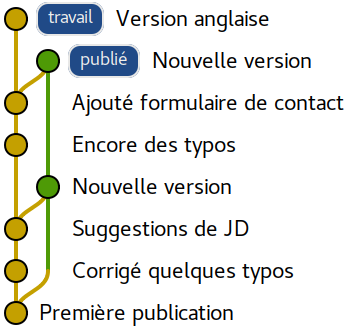 travail Version anglaise
publié Nouvelle version
Ajouté formulaire de contact
Encore des typos
Nouvelle version
Suggestions de JD
Corrigé quelques typos
Première publication